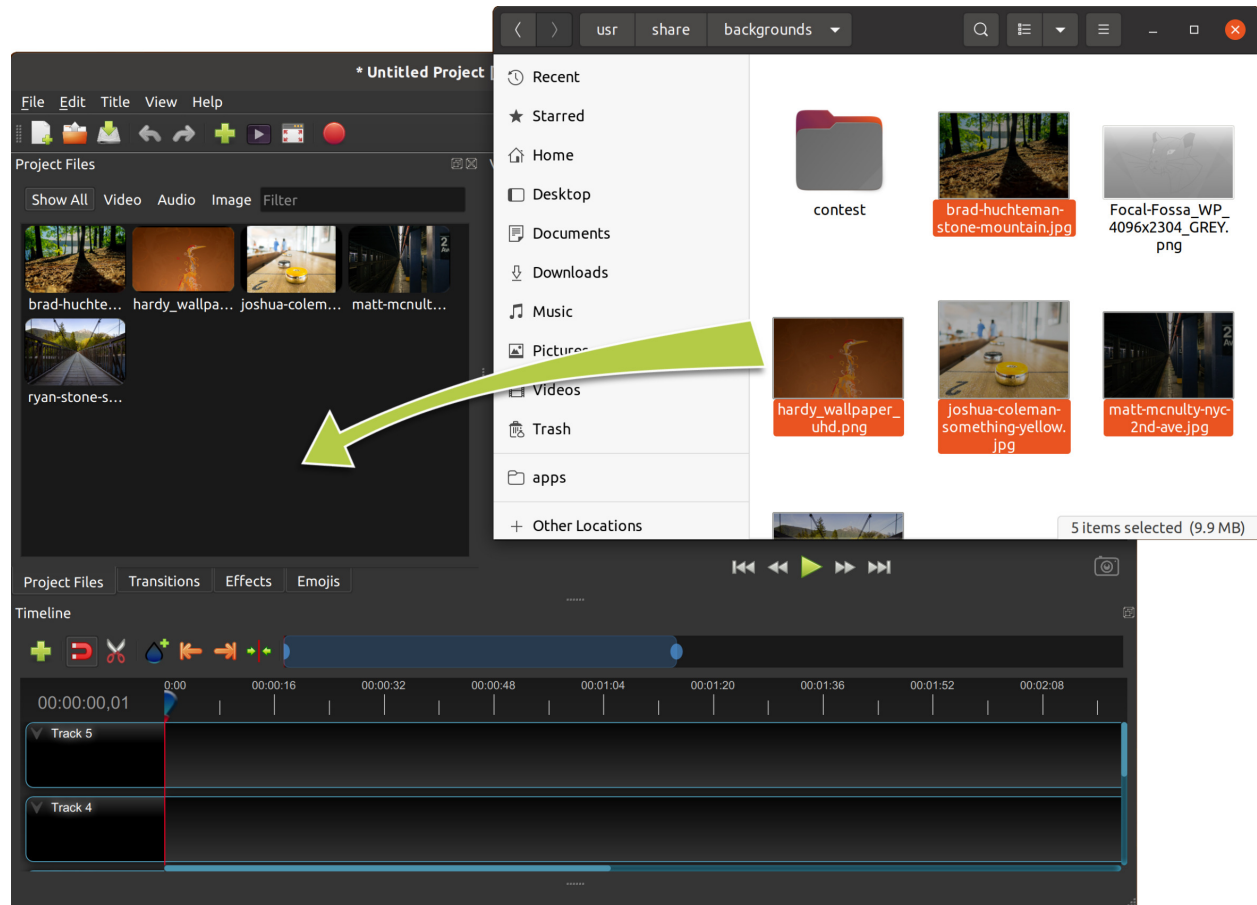 usr share backgrounds
* Untitled Project [
File Edit Title View Help
Project Files
Show All Video Audio Image Filter
brad-huchte... hardy_wallpa... joshua-colem... matt-mcnult...
ryan-stone-s...
Recent
Starred
Home
Desktop
Documents
Downloads
Music
Pictures
Videos
Trash
apps
Other Locations
contest
brad-huchteman-
stone-mountain.jpg
Focal-Fossa_WP_
4096x2304_GREY.
png
hardy_wallpaper_
uhd.png
joshua-coleman-
something-yellow.
jpg
matt-mcnulty-nyc-
2nd-ave.jpg
5 items selected (9.9 MB)
Project Files Transitions Effects Emojis
Timeline
00:00:00,01
0:00 00:00:16 00:00:32 00:00:48 00:01:04 00:01:20 00:01:36 00:01:52 00:02:08
Track 5
Track 4